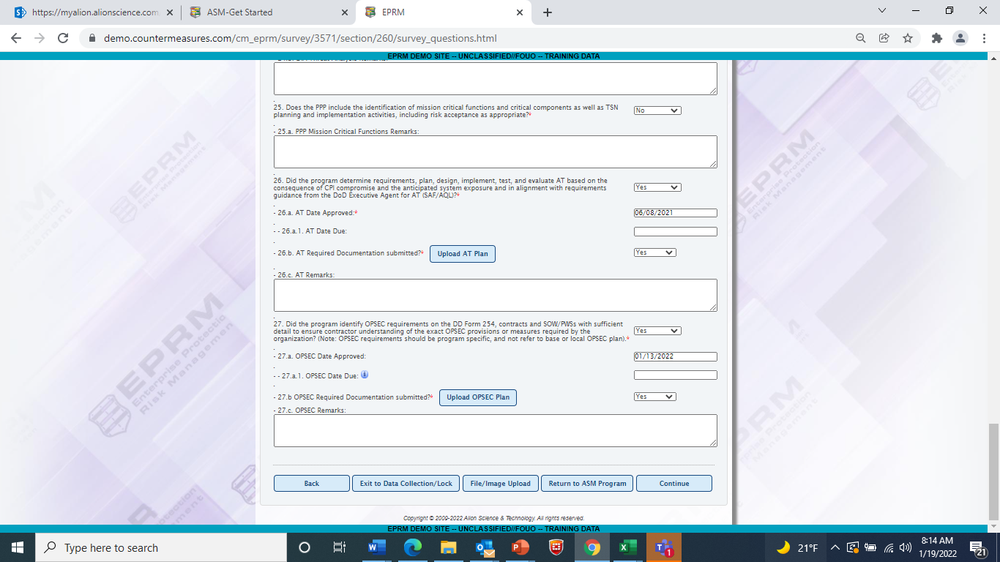 https://myalion.alionscience.com
ASM-Get Started
EPRM
demo.countermeasures.com/cm_eprm/survey/3571/section/260/survey_questions.html
EPRM DEMO SITE -- UNCLASSIFIED//FOUO -- TRAINING DATA
25. Does the PPP include the identification of mission critical functions and critical components as well as TSN
planning and implementation activities, including risk acceptance as appropriate?*
No
- 25.a. PPP Mission Critical Functions Remarks:
26. Did the program determine requirements, plan, design, implement, test, and evaluate AT based on the
consequence of CPI compromise and the anticipated system exposure and in alignment with requirements
guidance from the DoD Executive Agent for AT (SAF/AQL)?*
Yes
- 26.a. AT Date Approved:*
06/08/2021
- - 26.a.1. AT Date Due:
- 26.b. AT Required Documentation submitted?*
Upload AT Plan
Yes
- 26.c. AT Remarks:
27. Did the program identify OPSEC requirements on the DD Form 254, contracts and SOW/PWSs with sufficient
detail to ensure contractor understanding of the exact OPSEC provisions or measures required by the
organization? (Note: OPSEC requirements should be program specific, and not refer to base or local OPSEC plan).*
Yes
- 27.a. OPSEC Date Approved:
01/13/2022
- - 27.a.1. OPSEC Date Due:
- 27.b OPSEC Required Documentation submitted?*
Upload OPSEC Plan
Yes
- 27.c. OPSEC Remarks:
Back
Exit to Data Collection/Lock
File/Image Upload
Return to ASM Program
Continue
Copyright © 2009-2022 Alion Science & Technology. All rights reserved.
EPRM DEMO SITE -- UNCLASSIFIED//FOUO -- TRAINING DATA
EPRM
Enterprise Protection
Risk Management
Type here to search
21°F
8:14 AM
1/19/2022
21
1